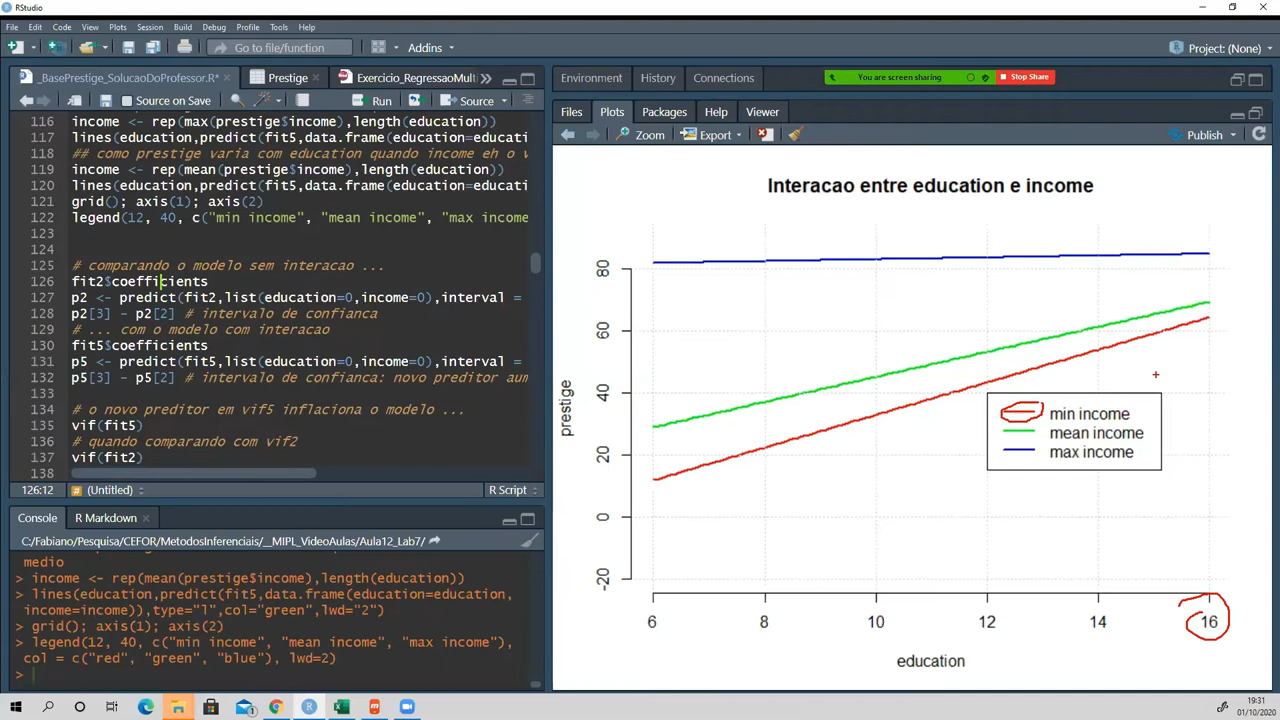 RStudio
File Edit Code View Plots Session Build Debug Profile Tools Help
Go to file/function Addins Project: (None)
_BasePrestige_SolucaoDoProfessor.R* Prestige Exercicio_RegressaoMulti
Source on Save Run Source
116 income <- rep(max(prestige$income),length(education))
117 lines(education,predict(fit5,data.frame(education=educati
118 ## como prestige varia com education quando income eh o v
119 income <- rep(mean(prestige$income),length(education))
120 lines(education,predict(fit5,data.frame(education=educati
121 grid(); axis(1); axis(2)
122 legend(12, 40, c("min income", "mean income", "max income
123
124
125 # comparando o modelo sem interacao ...
126 fit2$coefficients
127 p2 <- predict(fit2,list(education=0,income=0),interval =
128 p2[3] - p2[2] # intervalo de confianca
129 # ... com o modelo com interacao
130 fit5$coefficients
131 p5 <- predict(fit5,list(education=0,income=0),interval =
132 p5[3] - p5[2] # intervalo de confianca: novo preditor aum
133
134 # o novo preditor em vif5 inflaciona o modelo ...
135 vif(fit5)
136 # quando comparando com vif2
137 vif(fit2)
138
126:12 (Untitled) R Script
Console R Markdown
C:/Fabiano/Pesquisa/CEFOR/MetodosInferenciais/__MIPL_VideoAulas/Aula12_Lab7/
medio
> income <- rep(mean(prestige$income),length(education))
> lines(education,predict(fit5,data.frame(education=education,
income=income)),type="l",col="green",lwd="2")
> grid(); axis(1); axis(2)
> legend(12, 40, c("min income", "mean income", "max income"),
col = c("red", "green", "blue"), lwd=2)
>
Environment History Connections
You are screen sharing Stop Share
Files Plots Packages Help Viewer
Zoom Export Publish
Interacao entre education e income
80
60
40
20
0
-20
prestige
min income
mean income
max income
6 8 10 12 14 16
education
19:31
01/10/2020